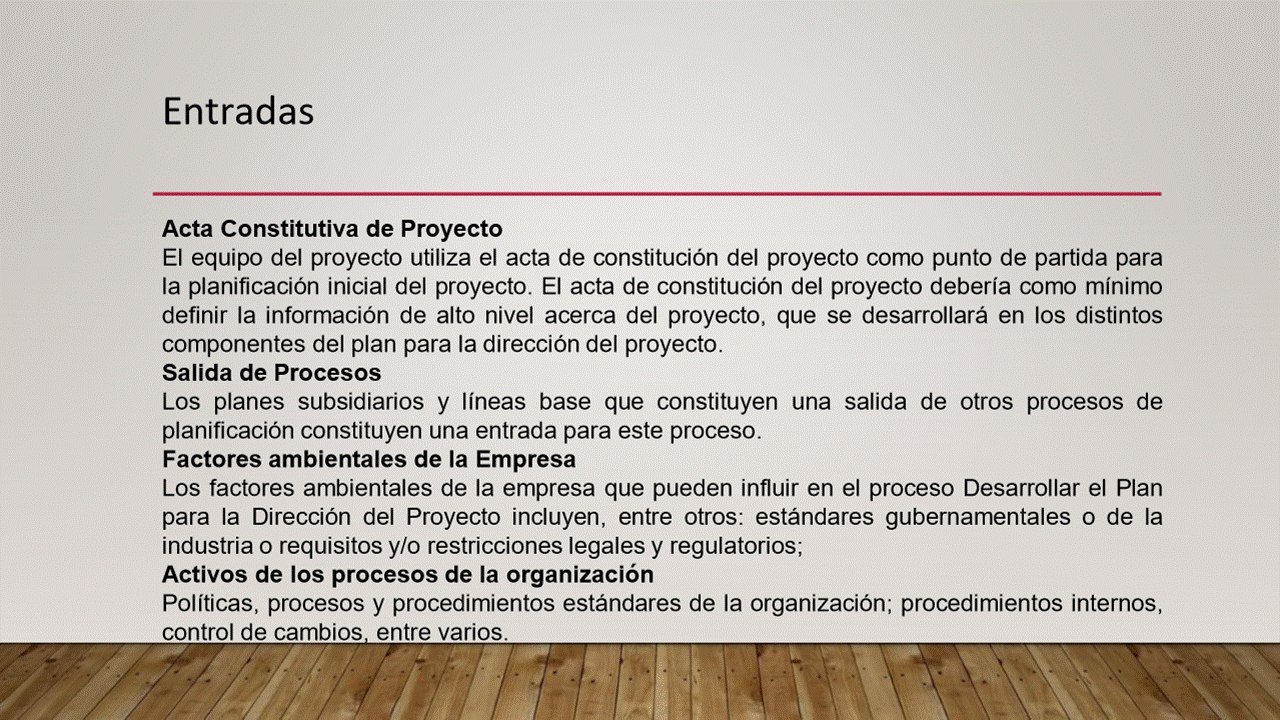 Entradas
Acta Constitutiva de Proyecto
El equipo del proyecto utiliza el acta de constitución del proyecto como punto de partida para
la planificación inicial del proyecto. El acta de constitución del proyecto debería como mínimo
definir la información de alto nivel acerca del proyecto, que se desarrollará en los distintos
componentes del plan para la dirección del proyecto.
Salida de Procesos
Los planes subsidiarios y líneas base que constituyen una salida de otros procesos de
planificación constituyen una entrada para este proceso.
Factores ambientales de la Empresa
Los factores ambientales de la empresa que pueden influir en el proceso Desarrollar el Plan
para la Dirección del Proyecto incluyen, entre otros: estándares gubernamentales o de la
industria o requisitos y/o restricciones legales y regulatorios;
Activos de los procesos de la organización
Políticas, procesos y procedimientos estándares de la organización; procedimientos internos,
control de cambios, entre varios.